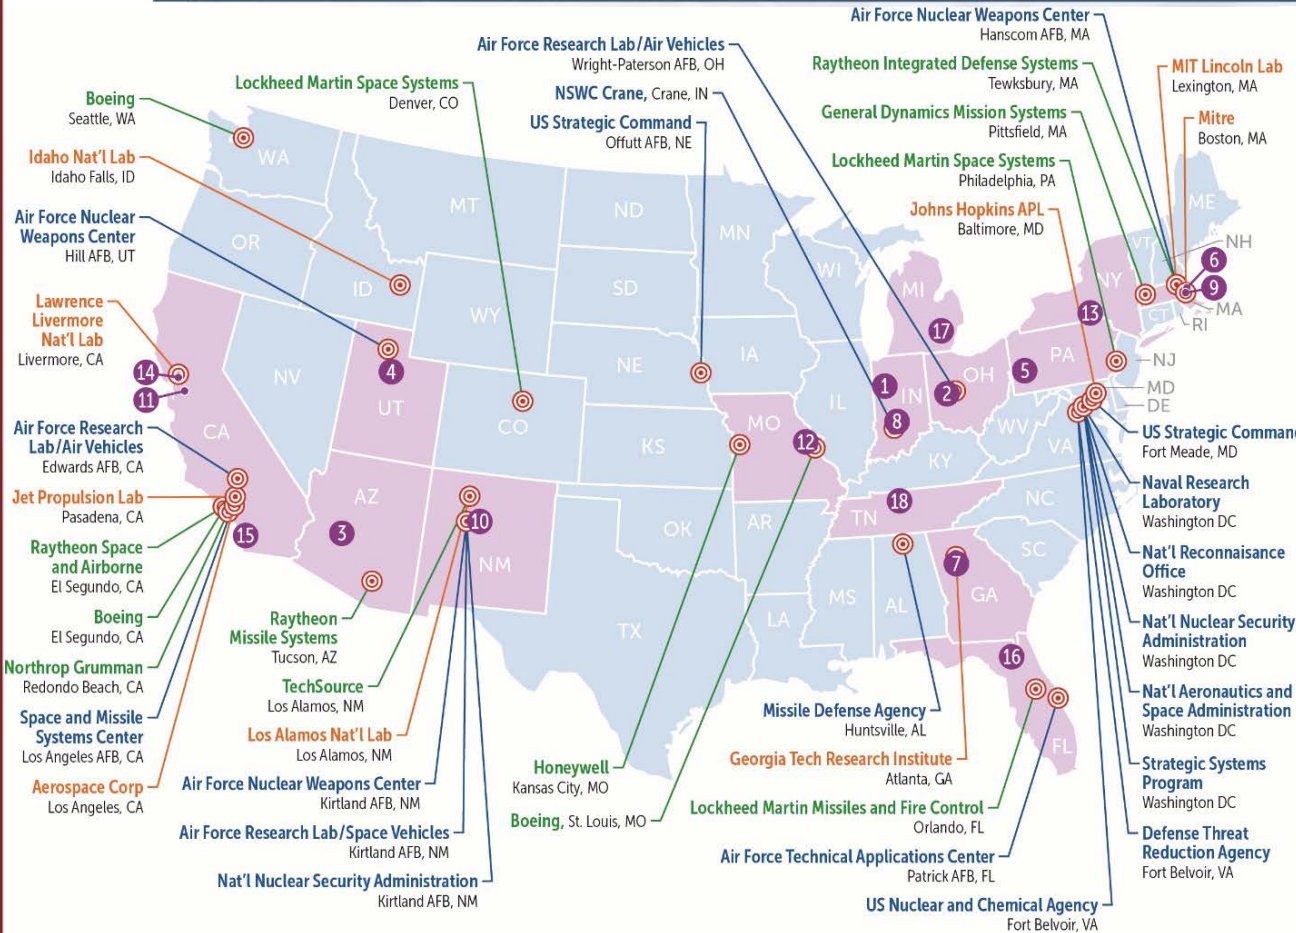 Air Force Nuclear Weapons Center
Hanscom AFB, MA
Air Force Research Lab/Air Vehicles
Wright-Paterson AFB, OH
Raytheon Integrated Defense Systems
Tewksbury, MA
MIT Lincoln Lab
Lexington, MA
Lockheed Martin Space Systems
Denver, CO
NSWC Crane, Crane, IN
Boeing
Seattle, WA
General Dynamics Mission Systems
Pittsfield, MA
Mitre
Boston, MA
US Strategic Command
Offutt AFB, NE
Idaho Nat'l Lab
Idaho Falls, ID
Lockheed Martin Space Systems
Philadelphia, PA
Johns Hopkins APL
Baltimore, MD
Air Force Nuclear
Weapons Center
Hill AFB, UT
Lawrence
Livermore
Nat'l Lab
Livermore, CA
Air Force Research
Lab/Air Vehicles
Edwards AFB, CA
Jet Propulsion Lab
Pasadena, CA
Raytheon Space
and Airborne
El Segundo, CA
Boeing
El Segundo, CA
Northrop Grumman
Redondo Beach, CA
Space and Missile
Systems Center
Los Angeles AFB, CA
Aerospace Corp
Los Angeles, CA
Raytheon
Missile Systems
Tucson, AZ
TechSource
Los Alamos, NM
Los Alamos Nat'l Lab
Los Alamos, NM
Air Force Nuclear Weapons Center
Kirtland AFB, NM
Air Force Research Lab/Space Vehicles
Kirtland AFB, NM
Nat'l Nuclear Security Administration
Kirtland AFB, NM
Honeywell
Kansas City, MO
Boeing, St. Louis, MO
Missile Defense Agency
Huntsville, AL
Georgia Tech Research Institute
Atlanta, GA
Lockheed Martin Missiles and Fire Control
Orlando, FL
Air Force Technical Applications Center
Patrick AFB, FL
US Nuclear and Chemical Agency
Fort Belvoir, VA
US Strategic Comman
Fort Meade, MD
Naval Research
Laboratory
Washington DC
Nat'l Reconnaisance
Office
Washington DC
Nat'l Nuclear Security
Administration
Washington DC
Nat'l Aeronautics and
Space Administration
Washington DC
Strategic Systems
Program
Washington DC
Defense Threat
Reduction Agency
Fort Belvoir, VA
WA
OR
ID
MT
WY
NV
UT
CA
AZ
CO
NM
ND
SD
NE
KS
OK
TX
MN
IA
MO
AR
LA
WI
IL
MI
IN
OH
KY
TN
MS
AL
GA
FL
SC
NC
VA
WV
PA
NY
VT
ME
NH
MA
RI
CT
NJ
MD
DE
1
2
3
4
5
6
7
8
9
10
11
12
13
14
15
16
17
18